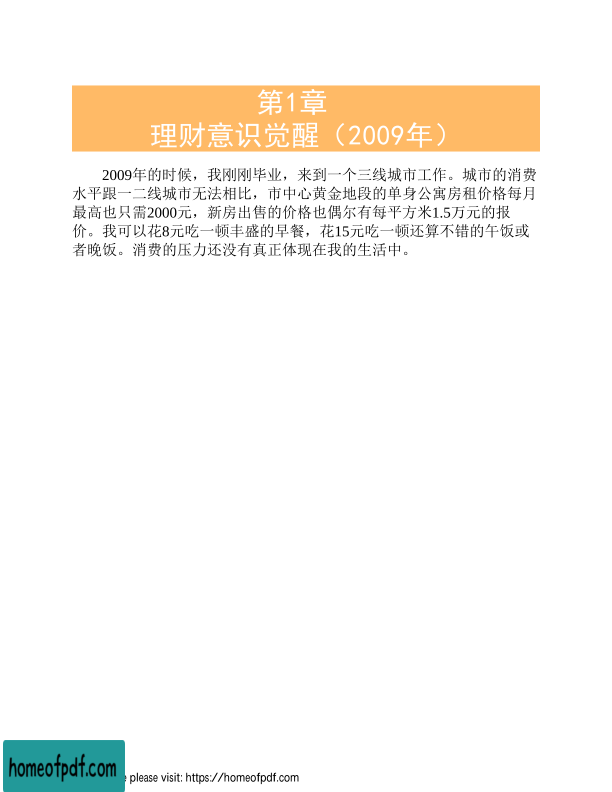 第1章
理财意识觉醒（2009年）
2009年的时候，我刚刚毕业，来到一个三线城市工作。城市的消费
水平跟一二线城市无法相比，市中心黄金地段的单身公寓房租价格每月
最高也只需2000元，新房出售的价格也偶尔有每平方米1.5万元的报
价。我可以花8元吃一顿丰盛的早餐，花15元吃一顿还算不错的午饭或
者晚饭。消费的压力还没有真正体现在我的生活中。
homeofpdf.com
e please visit: https://homeofpdf.com